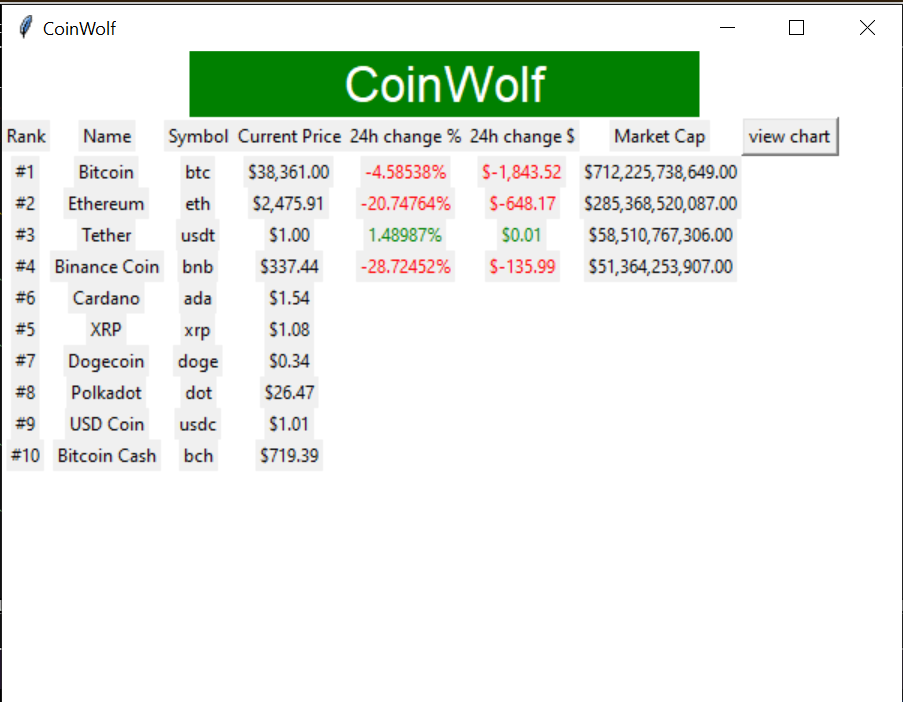 CoinWolf
CoinWolf
Rank Name Symbol Current Price 24h change % 24h change $ Market Cap view chart
#1 Bitcoin btc $38,361.00 -4.58538% $-1,843.52 $712,225,738,649.00
#2 Ethereum eth $2,475.91 -20.74764% $-648.17 $285,368,520,087.00
#3 Tether usdt $1.00 1.48987% $0.01 $58,510,767,306.00
#4 Binance Coin bnb $337.44 -28.72452% $-135.99 $51,364,253,907.00
#6 Cardano ada $1.54
#5 XRP xrp $1.08
#7 Dogecoin doge $0.34
#8 Polkadot dot $26.47
#9 USD Coin usdc $1.01
#10 Bitcoin Cash bch $719.39